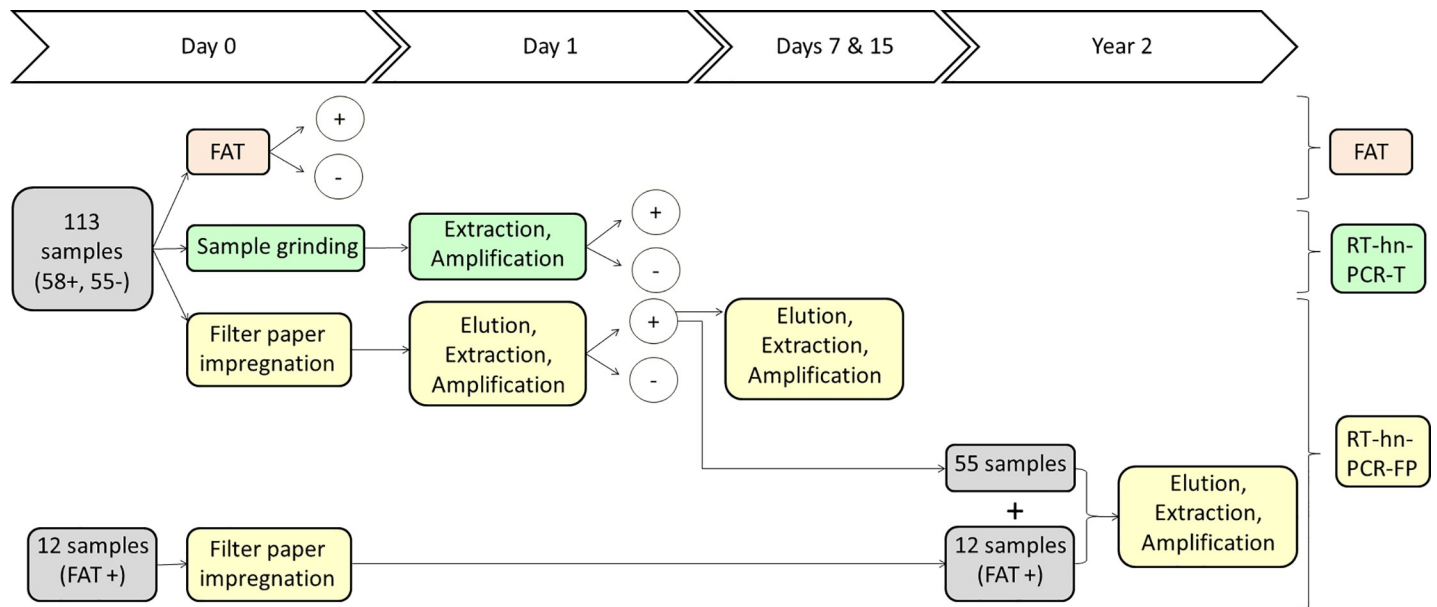 Day 0
Day 1
Days 7 & 15
Year 2
+
FAT
-
FAT
113
samples
(58+, 55-)
Sample grinding
Extraction,
Amplification
+
-
RT-hn-
PCR-T
Filter paper
impregnation
Elution,
Extraction,
Amplification
+
-
Elution,
Extraction,
Amplification
RT-hn-
PCR-FP
55 samples
+
12 samples
(FAT +)
Elution,
Extraction,
Amplification
12 samples
(FAT +)
Filter paper
impregnation